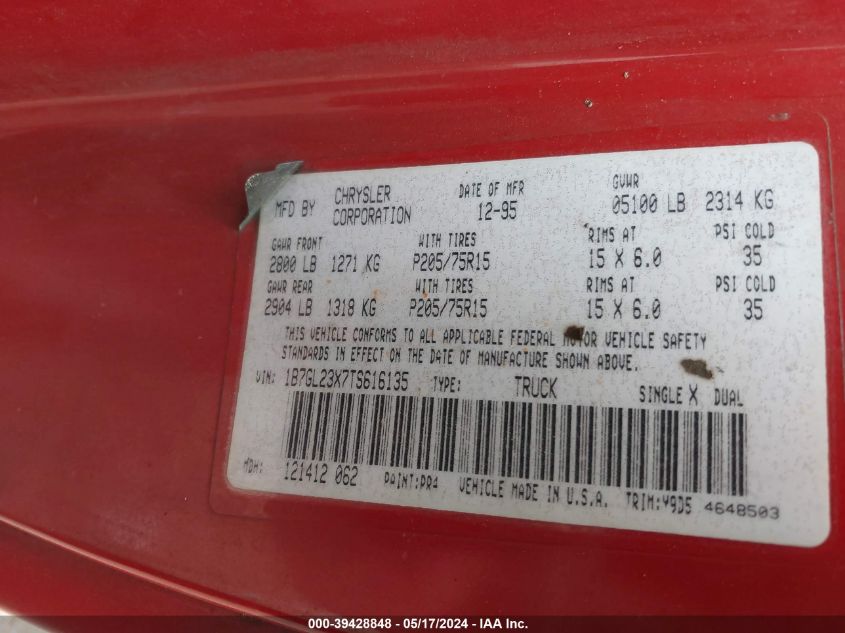 MFD BY CHRYSLER CORPORATION DATE OF MFR 12-95 GVWR 05100 LB 2314 KG
GAWR FRONT WITH TIRES RIMS AT PSI COLD
2800 LB 1271 KG P205/75R15 15 X 6.0 35
GAWR REAR WITH TIRES RIMS AT PSI COLD
2904 LB 1318 KG P205/75R15 15 X 6.0 35
THIS VEHICLE CONFORMS TO ALL APPLICABLE FEDERAL MOTOR VEHICLE SAFETY
STANDARDS IN EFFECT ON THE DATE OF MANUFACTURE SHOWN ABOVE.
VIN: 1B7GL23X7TS616135 TYPE: TRUCK SINGLE X DUAL
MDH: 121412 062 PAINT:PR4 VEHICLE MADE IN U.S.A. TRIM:Y9D5 4648503
000-39428848 - 05/17/2024 - IAA Inc.